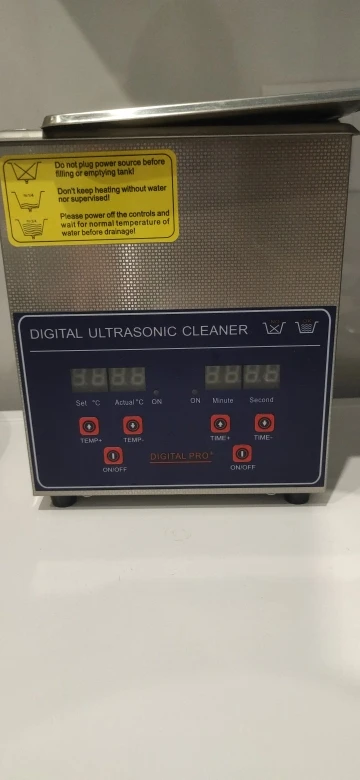 Do not plug power source before
filling or emptying tank!
Don't keep heating without water
nor supervised!
Please power off the controls and
wait for normal temperature of
water before drainage!
DIGITAL ULTRASONIC CLEANER
Set °C Actual°C ON ON Minute Second
TEMP+ TEMP- TIME+ TIME-
DIGITAL PRO+
ON/OFF ON/OFF